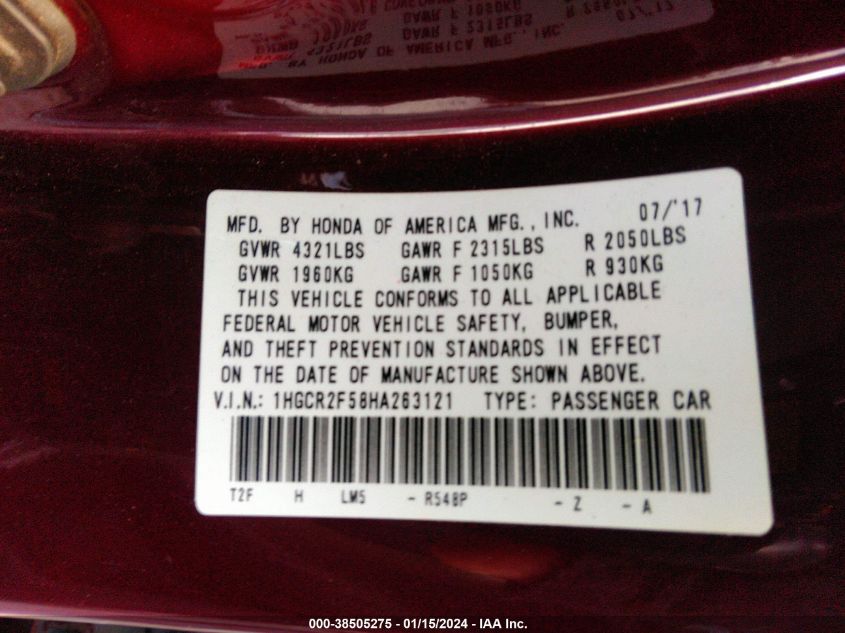 MFD. BY HONDA OF AMERICA MFG., INC. 07/'17
GVWR 4321LBS GAWR F 2315LBS R 2050LBS
GVWR 1960KG GAWR F 1050KG R 930KG
THIS VEHICLE CONFORMS TO ALL APPLICABLE
FEDERAL MOTOR VEHICLE SAFETY, BUMPER,
AND THEFT PREVENTION STANDARDS IN EFFECT
ON THE DATE OF MANUFACTURE SHOWN ABOVE.
V.I.N.: 1HGCR2F58HA263121 TYPE: PASSENGER CAR
T2F H LM5 - R548P - Z - A
000-38505275 - 01/15/2024 - IAA Inc.